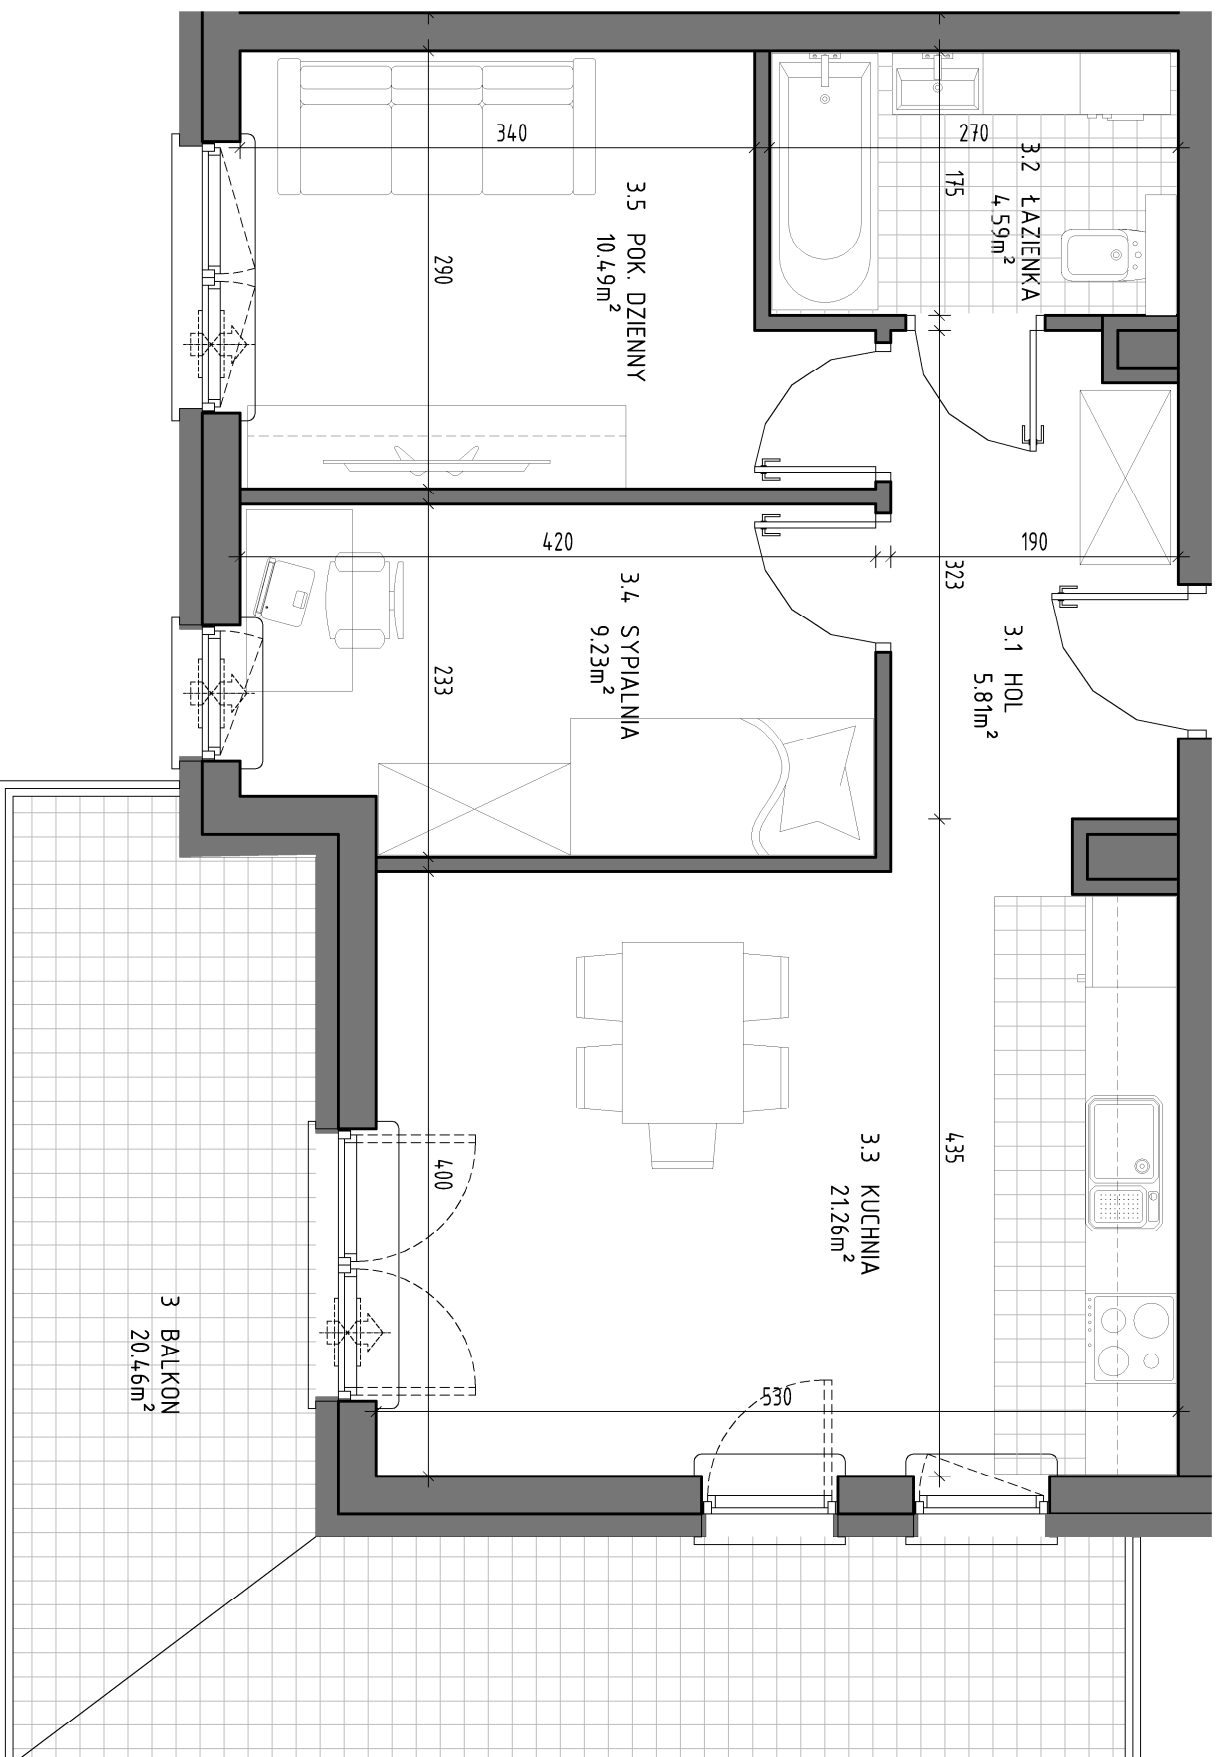 340
270
175
3.2 ŁAZIENKA
4.59m²
3.5 POK. DZIENNY
10.49m²
290
420
190
323
3.4 SYPIALNIA
9.23m²
3.1 HOL
5.81m²
233
435
400
3.3 KUCHNIA
21.26m²
3 BALKON
20.46m²
530